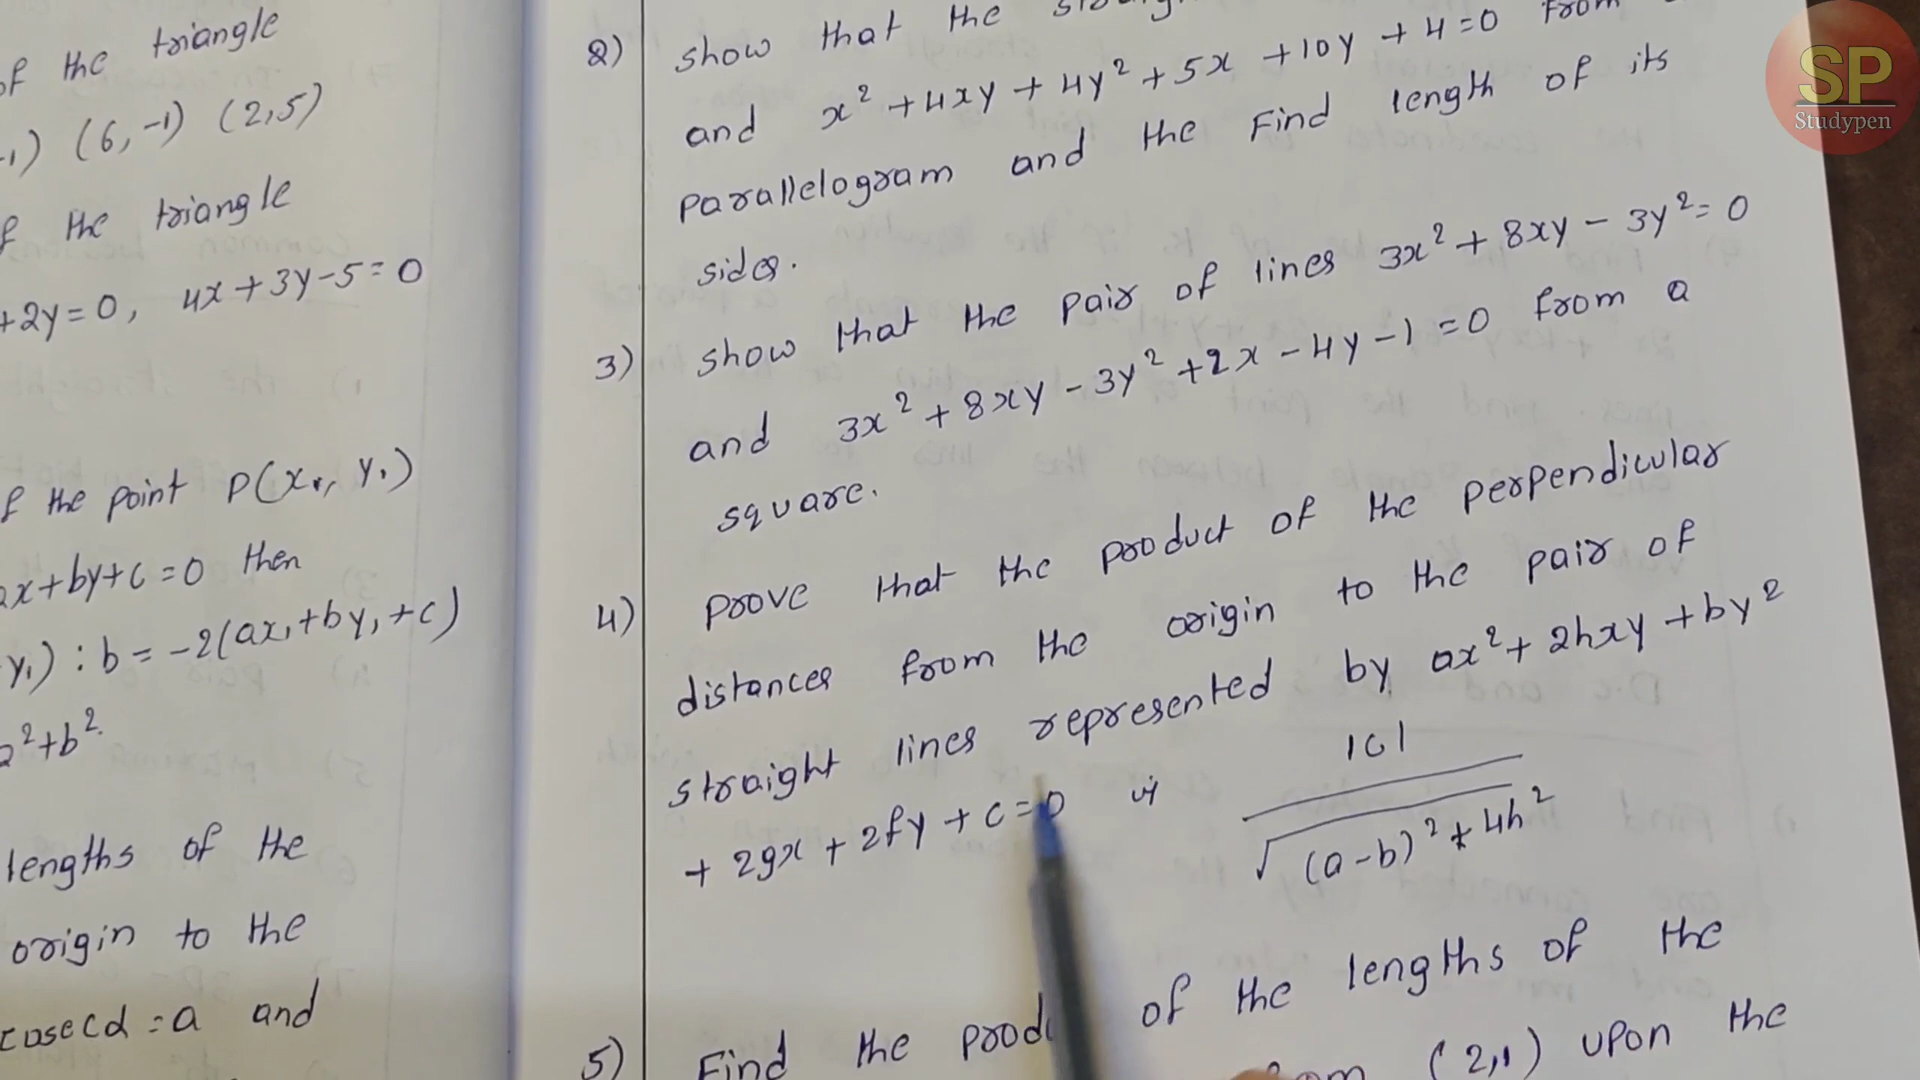 of the triangle
(6,-1) (2,5)
the triangle
+2y=0, 4x+3y-5=0
the point P(x₁, y₁)
ax+by+c=0 then
y₁) : b = -2(ax₁+by₁+c)
a²+b².
lengths of the
origin to the
cosecα = a and
2) show that the
and x²+4xy+4y²+5x+10y+4=0 from
parallelogram and the Find length of its
sides.
3) show that the pair of lines 3x²+8xy-3y²=0
and 3x²+8xy-3y²+2x-4y-1=0 from a
square.
4) prove that the product of the perpendicular
distances from the origin to the pair of
straight lines represented by ax²+2hxy+by²
+2gx+2fy+c=0 is |c| / √(a-b)²+4h²
5) Find the of the lengths of the
(2,1) upon the
SP
Studypen